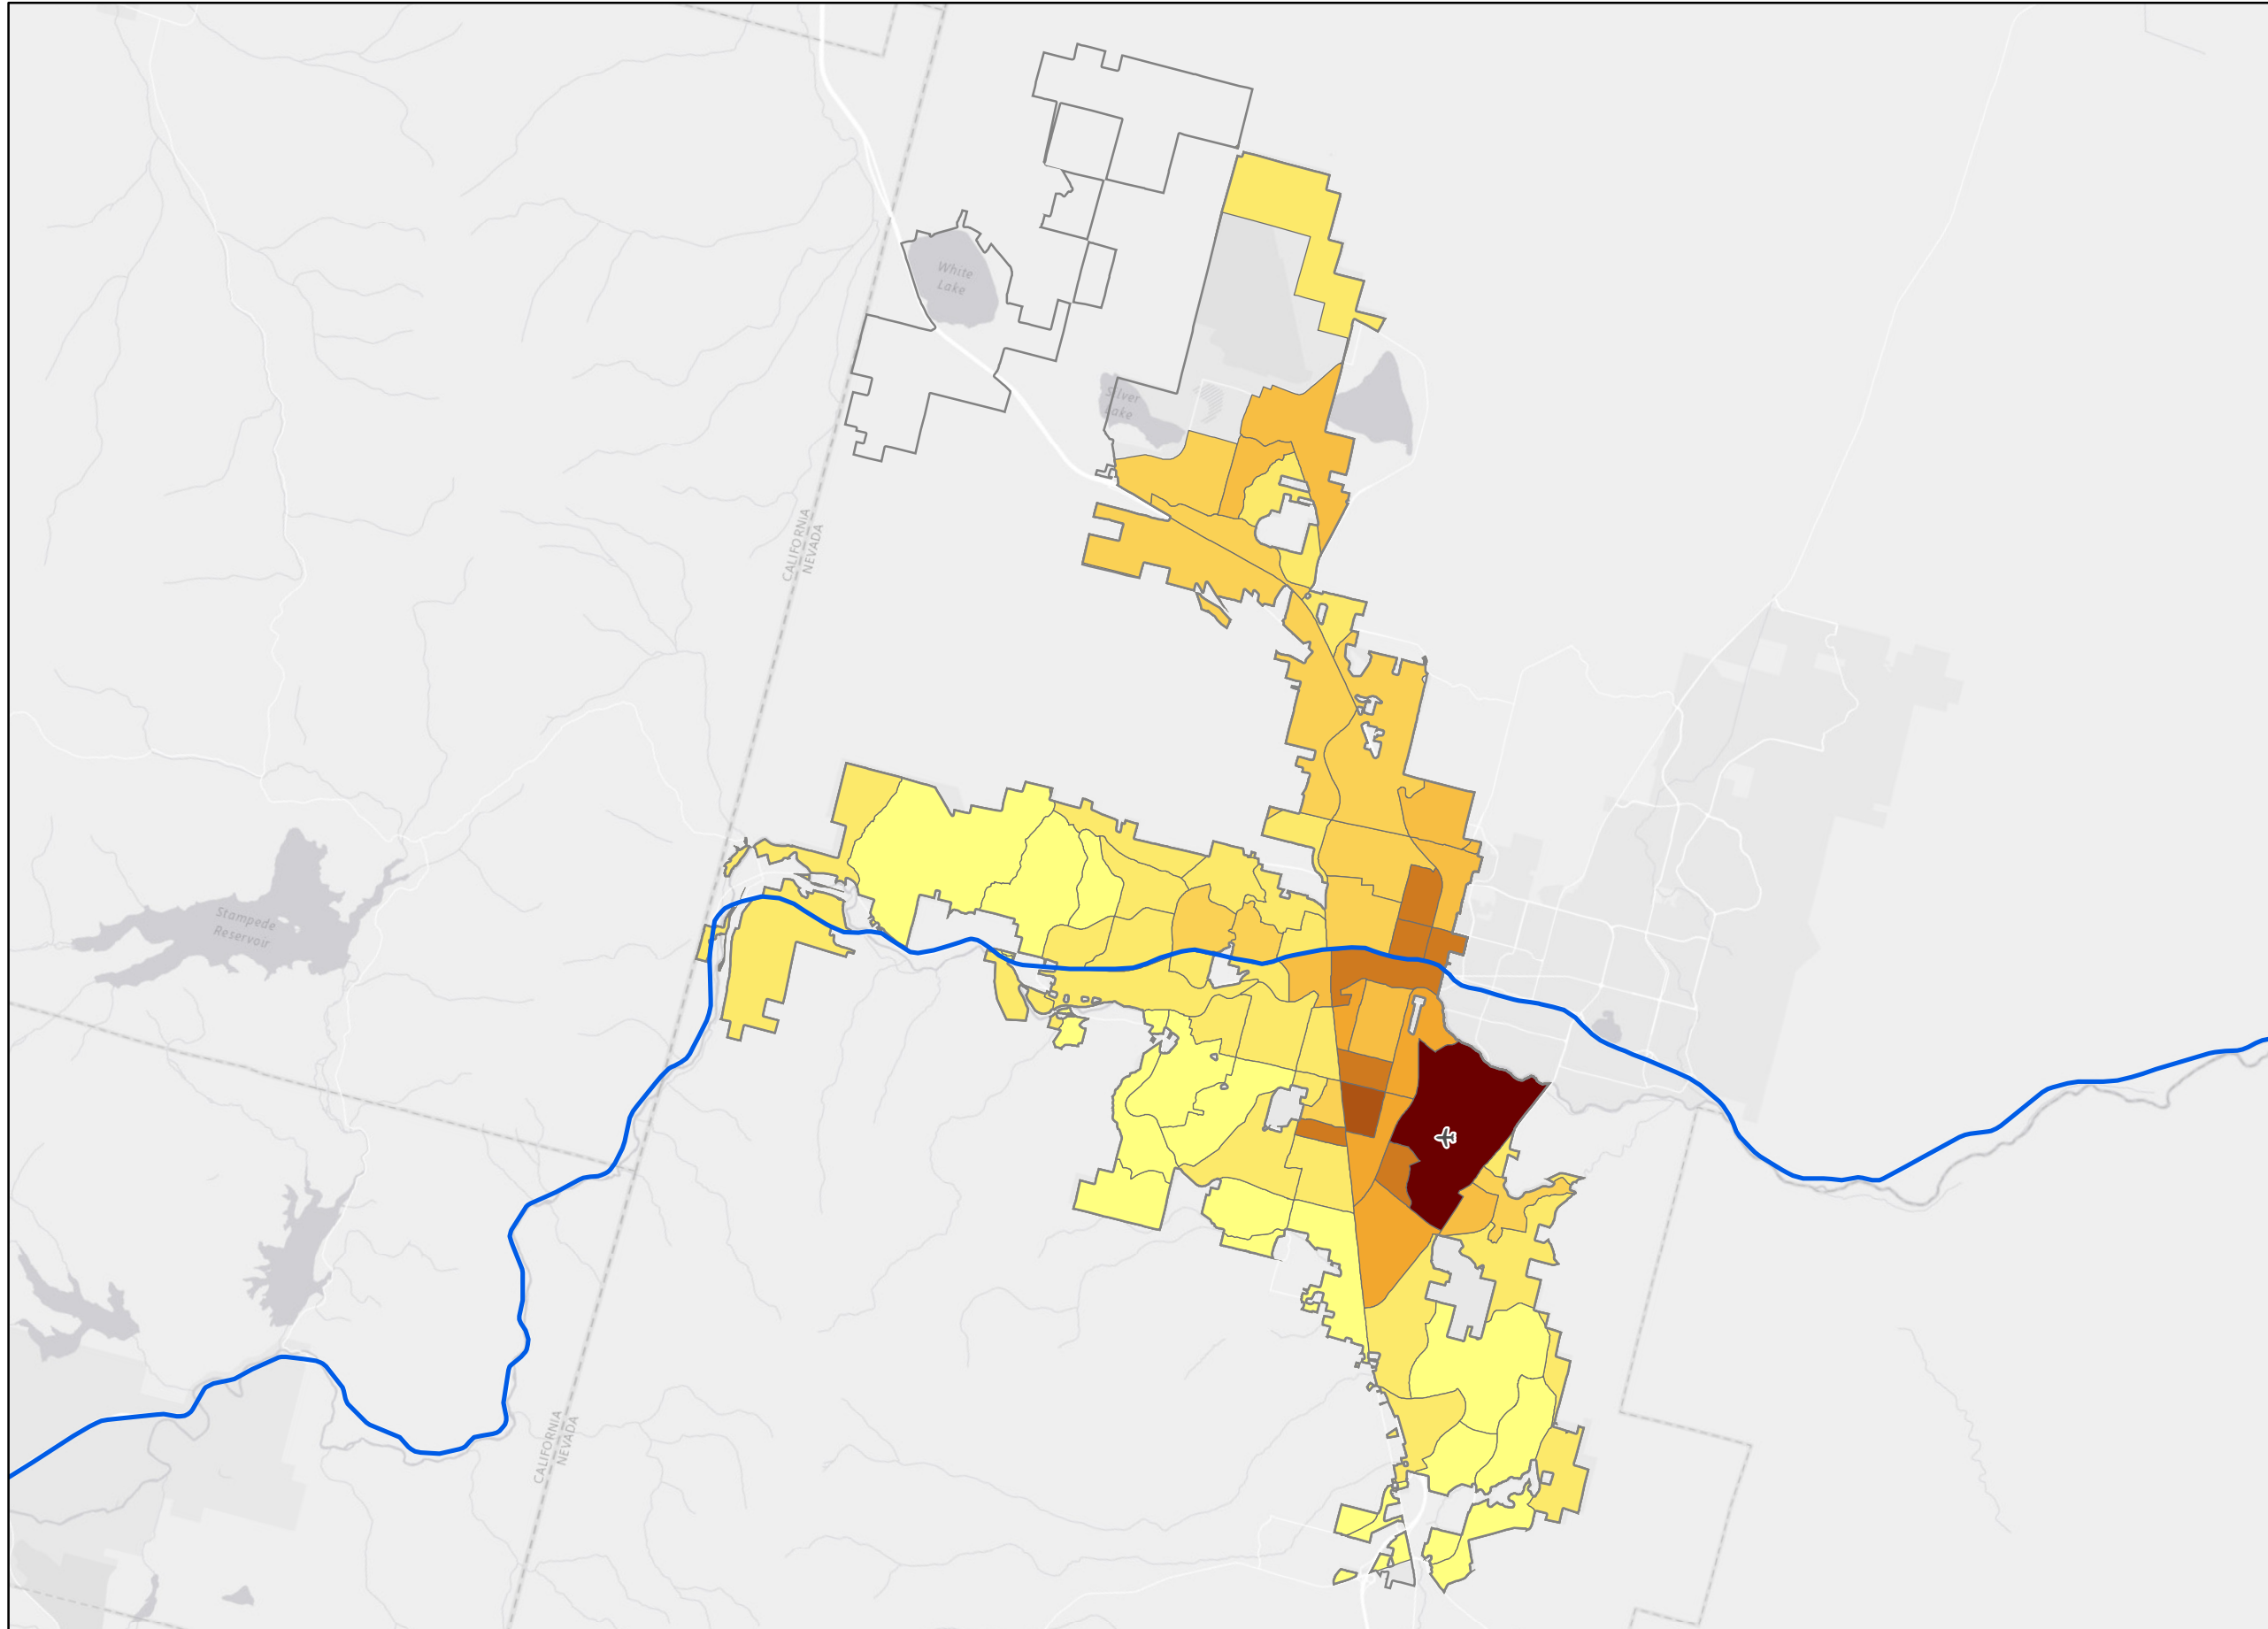 White
Lake
Silver
Lake
CALIFORNIA
NEVADA
Stampede
Reservoir
CALIFORNIA
NEVADA